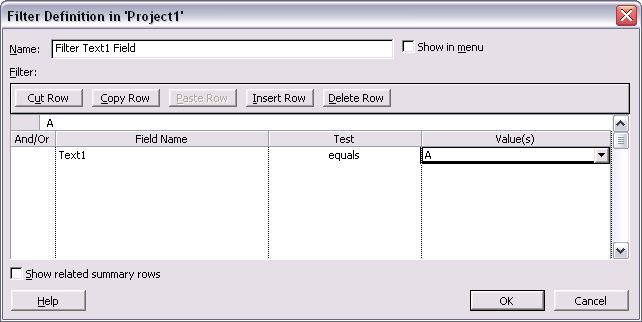 Filter Definition in 'Project1'
Name: Filter Text1 Field Show in menu
Filter:
Cut Row Copy Row Paste Row Insert Row Delete Row
A
And/Or Field Name Test Value(s)
Text1 equals A
Show related summary rows
Help OK Cancel